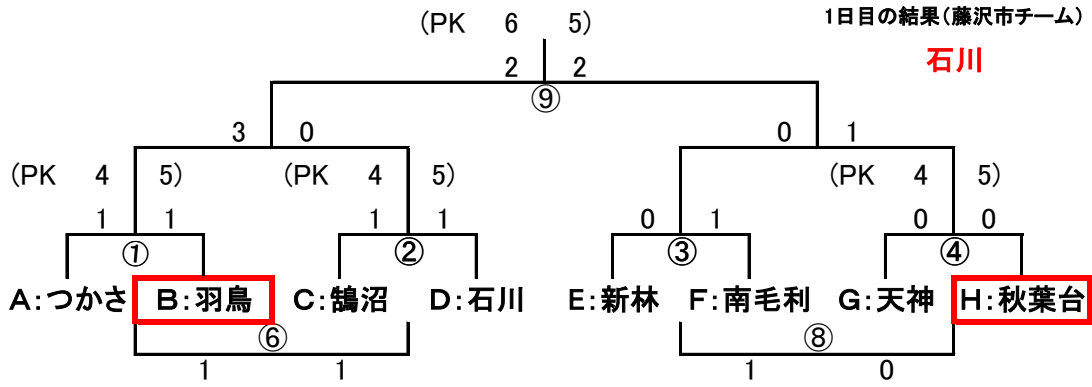 1日目の結果(藤沢市チーム)
(PK 6 5)
石川
2 2
⑨
3 0 0 1
(PK 4 5) (PK 4 5) (PK 4 5)
1 1 1 1 0 1 0 0
① ② ③ ④
A:つかさ B:羽鳥 C:鵠沼 D:石川 E:新林 F:南毛利 G:天神 H:秋葉台
⑥ ⑧
1 1 1 0